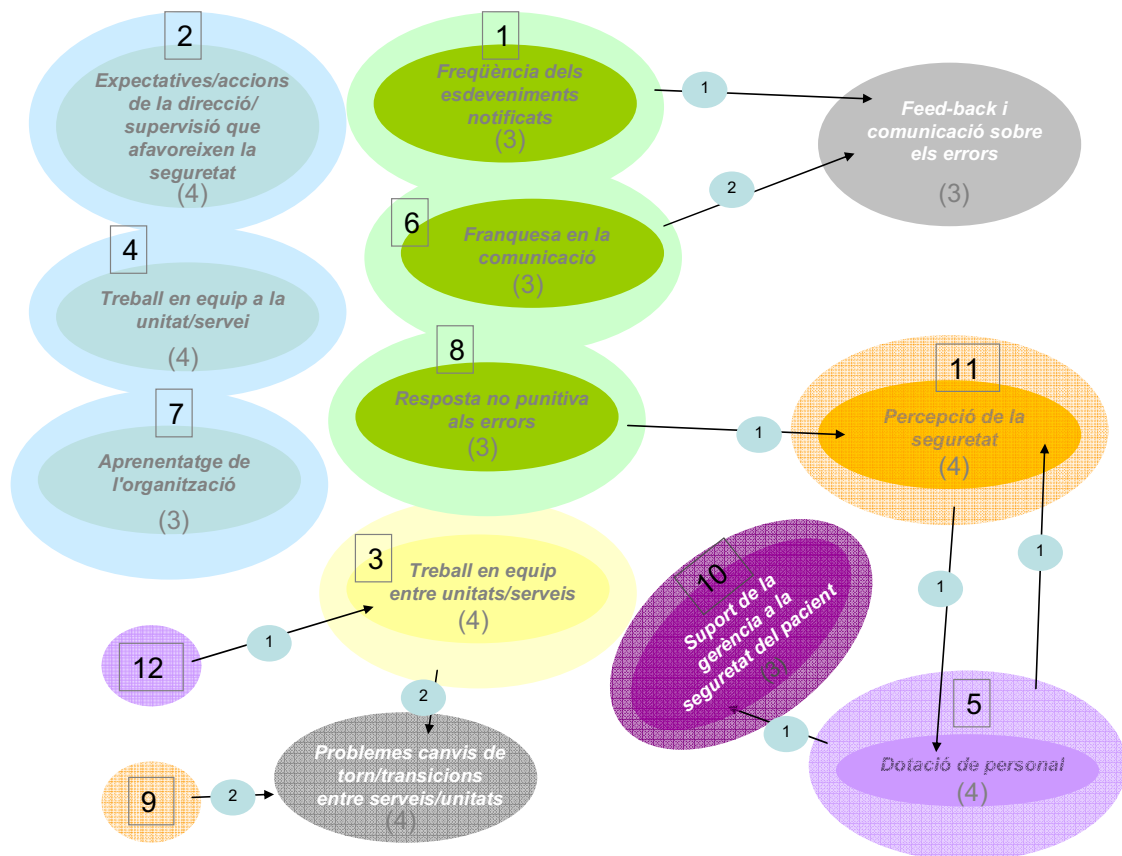 2
Expectatives/accions
de la direcció/
supervisió que
afavoreixen la
seguretat
(4)
1
Freqüència dels
esdeveniments
notificats
(3)
1
Feed-back i
comunicació sobre
els errors
(3)
2
6
Franquesa en la
comunicació
(3)
4
Treball en equip a la
unitat/servei
(4)
8
Resposta no punitiva
als errors
(3)
1
11
Percepció de la
seguretat
(4)
7
Aprenentatge de
l'organització
(3)
3
Treball en equip
entre unitats/serveis
(4)
10
Suport de la
gerència a la
seguretat del pacient
(3)
1
1
12
1
2
5
Dotació de personal
(4)
1
9
2
Problemes canvis de
torn/transicions
entre serveis/unitats
(4)